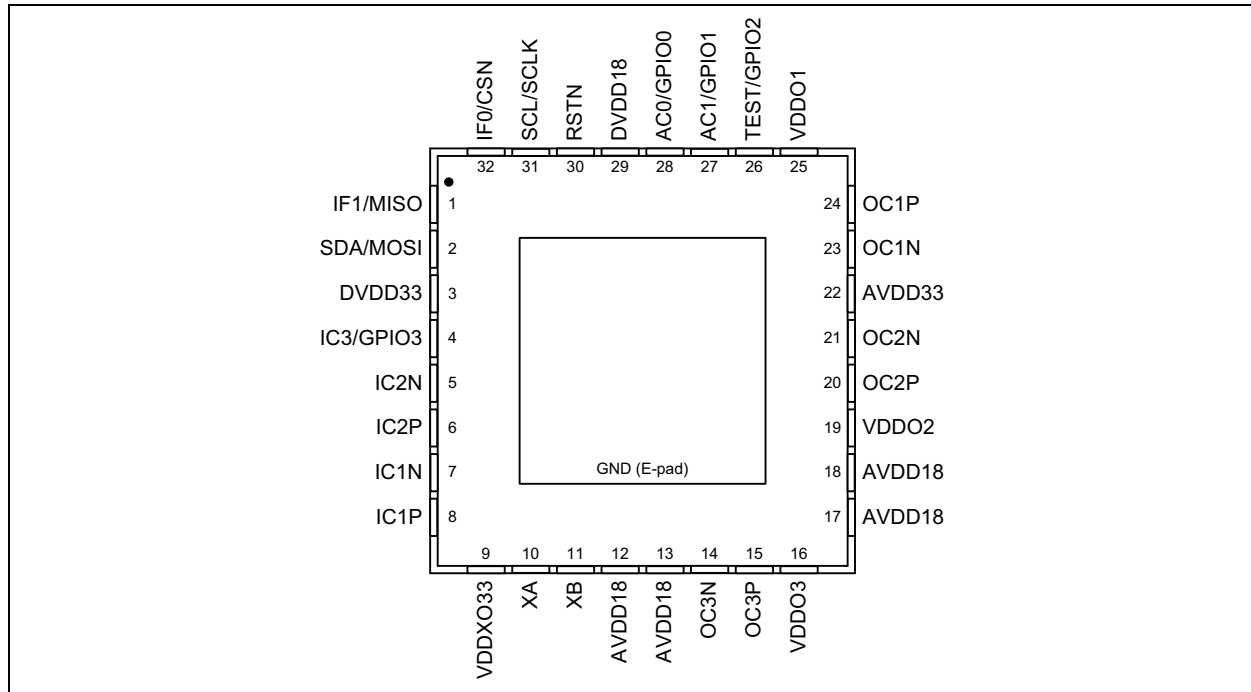 IF0/CSN
SCL/SCLK
RSTN
DVDD18
AC0/GPIO0
AC1/GPIO1
TEST/GPIO2
VDDO1
32 31 30 29 28 27 26 25
IF1/MISO 1
SDA/MOSI 2
DVDD33 3
IC3/GPIO3 4
IC2N 5
IC2P 6
IC1N 7
IC1P 8
24 OC1P
23 OC1N
22 AVDD33
21 OC2N
20 OC2P
19 VDDO2
18 AVDD18
17 AVDD18
GND (E-pad)
9 10 11 12 13 14 15 16
VDDXO33
XA
XB
AVDD18
AVDD18
OC3N
OC3P
VDDO3